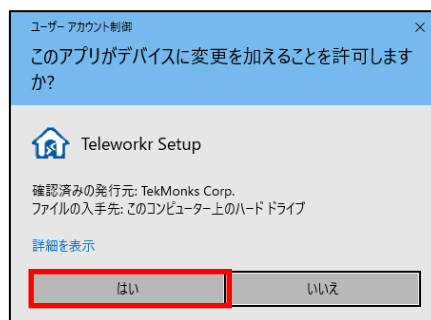 ユーザー アカウント制御
このアプリがデバイスに変更を加えることを許可します
か?
Teleworkr Setup
確認済みの発行元: TekMonks Corp.
ファイルの入手先: このコンピューター上のハード ドライブ
詳細を表示
はい
いいえ